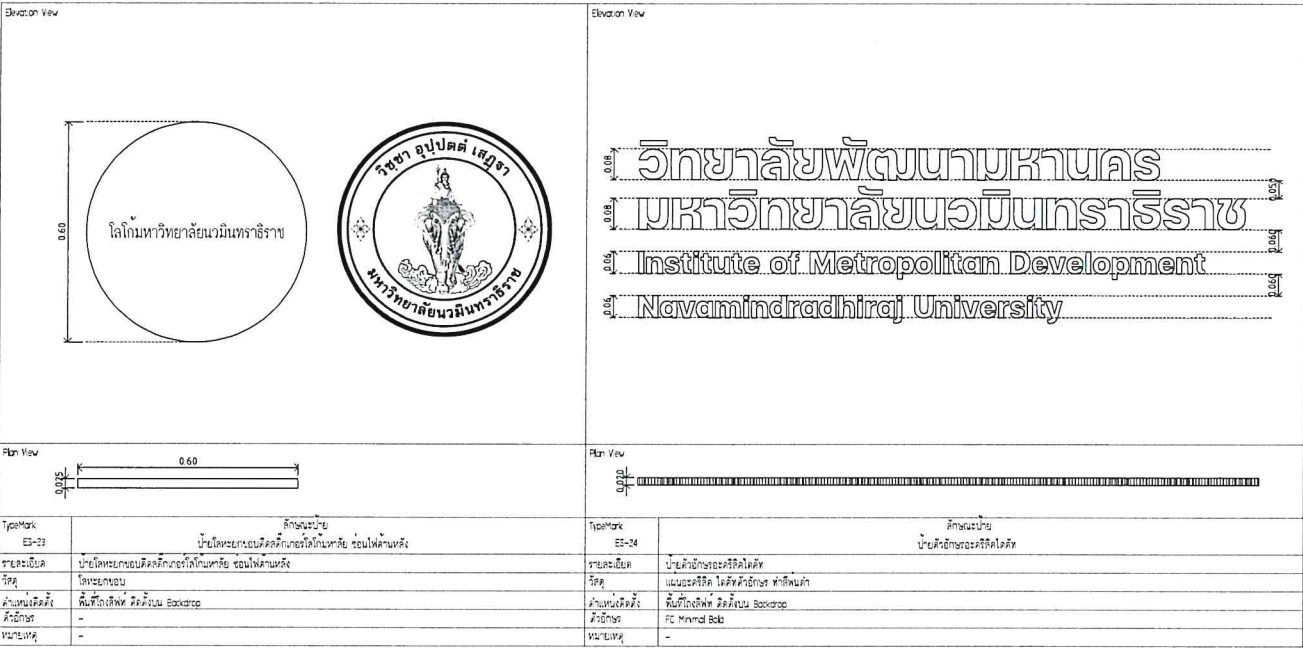 Elevation View
0.60
โลโก้มหาวิทยาลัยนวมินทราธิราช
วิชฺชา อุปฺปตตํ เสฏฺฐา
มหาวิทยาลัยนวมินทราธิราช
Plan View
0.60
0.025
TypeMark
ES-23
ลักษณะป้าย
ป้ายโลหะยกขอบติดสติ๊กเกอร์โลโก้มหาลัย ซ่อนไฟด้านหลัง
รายละเอียด
ป้ายโลหะยกขอบติดสติ๊กเกอร์โลโก้มหาลัย ซ่อนไฟด้านหลัง
วัสดุ
โลหะยกขอบ
ตำแหน่งติดตั้ง
พื้นที่โถงลิฟท์ ติดตั้งบน Backdrop
ตัวอักษร
-
หมายเหตุ
-
Elevation View
0.08
วิทยาลัยพัฒนามหานคร
0.050
0.08
มหาวิทยาลัยนวมินทราธิราช
0.060
0.06
Institute of Metropolitan Development
0.060
0.06
Navamindradhiraj University
Plan View
0.020
TypeMark
ES-24
ลักษณะป้าย
ป้ายตัวอักษรอะคริลิคไดคัท
รายละเอียด
ป้ายตัวอักษรอะคริลิคไดคัท
วัสดุ
แผ่นอะคริลิค ไดคัทตัวอักษร ทำสีพ่นดำ
ตำแหน่งติดตั้ง
พื้นที่โถงลิฟท์ ติดตั้งบน Backdrop
ตัวอักษร
FC Minimal Bold
หมายเหตุ
-